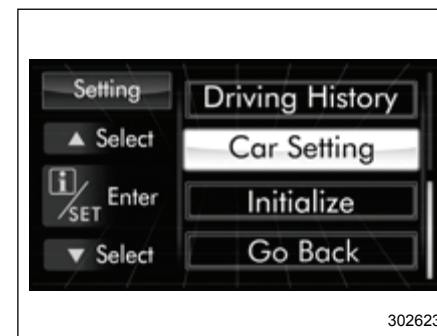 Setting
▲ Select
i/SET Enter
▼ Select
Driving History
Car Setting
Initialize
Go Back
302623